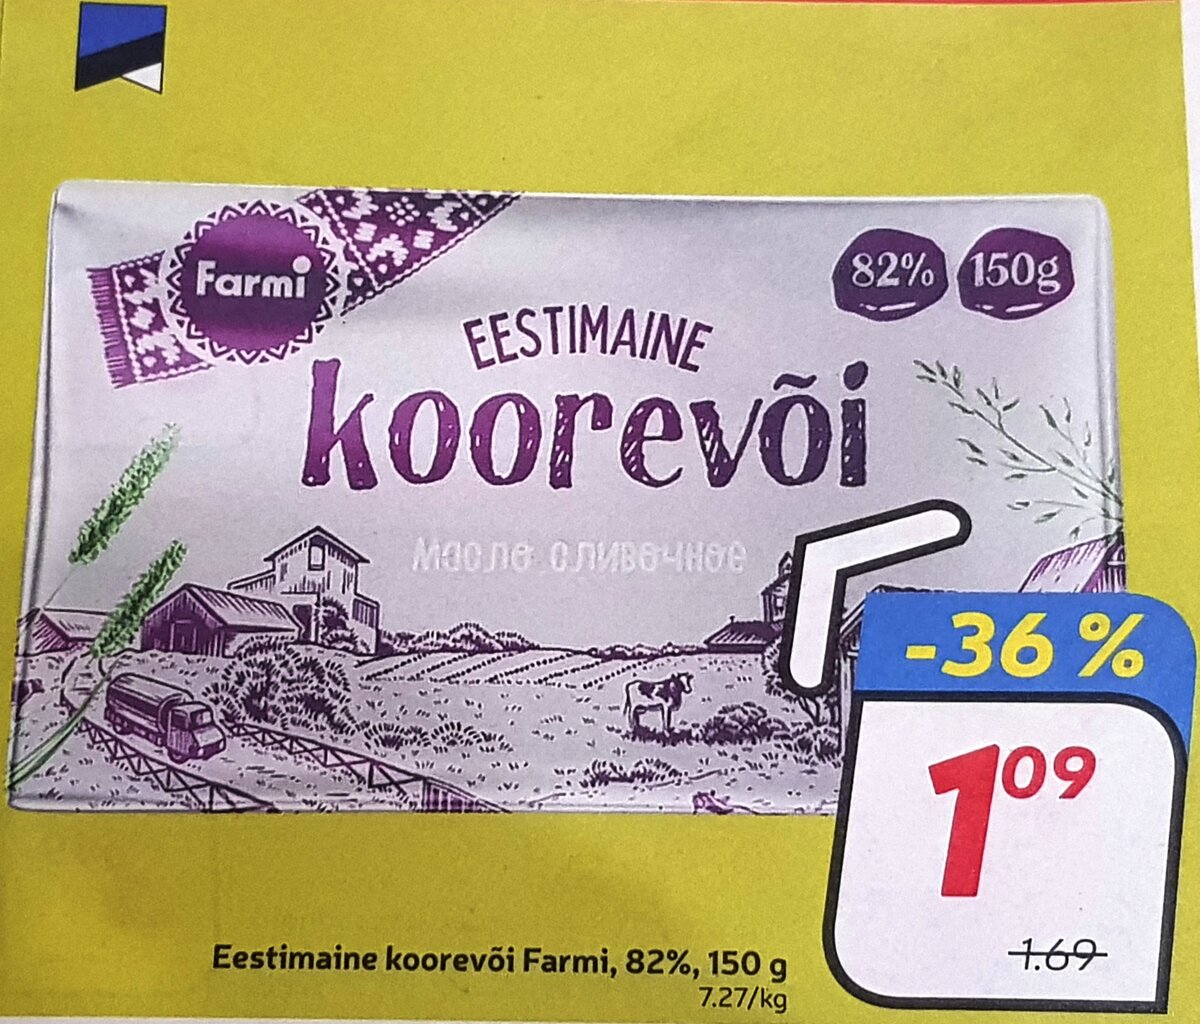 Farmi
82% 150g
EESTIMAINE
koorevõi
Масло сливочное
-36 %
1 09
1.69
Eestimaine koorevõi Farmi, 82%, 150 g
7.27/kg